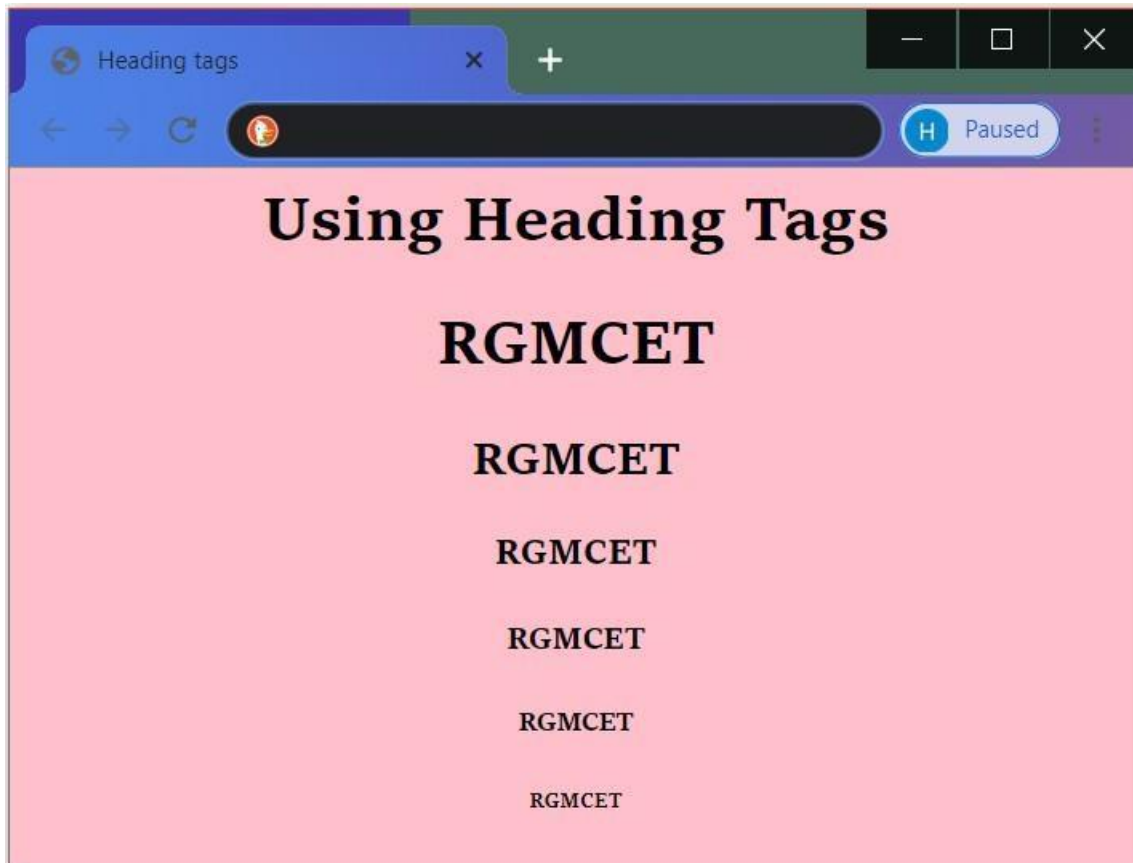 Heading tags
H Paused
Using Heading Tags
RGMCET
RGMCET
RGMCET
RGMCET
RGMCET
RGMCET